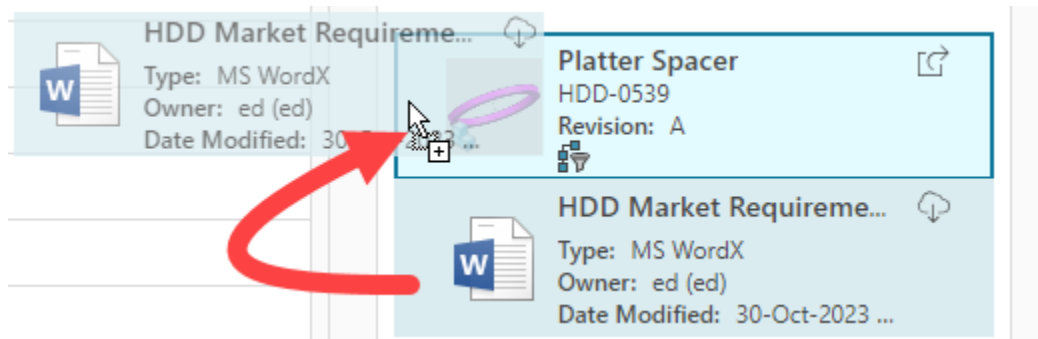 HDD Market Requireme...
Type: MS WordX
Owner: ed (ed)
Date Modified: 30
...
Platter Spacer
HDD-0539
Revision: A
W
HDD Market Requireme...
Type: MS WordX
Owner: ed (ed)
Date Modified: 30-Oct-2023 ...
W